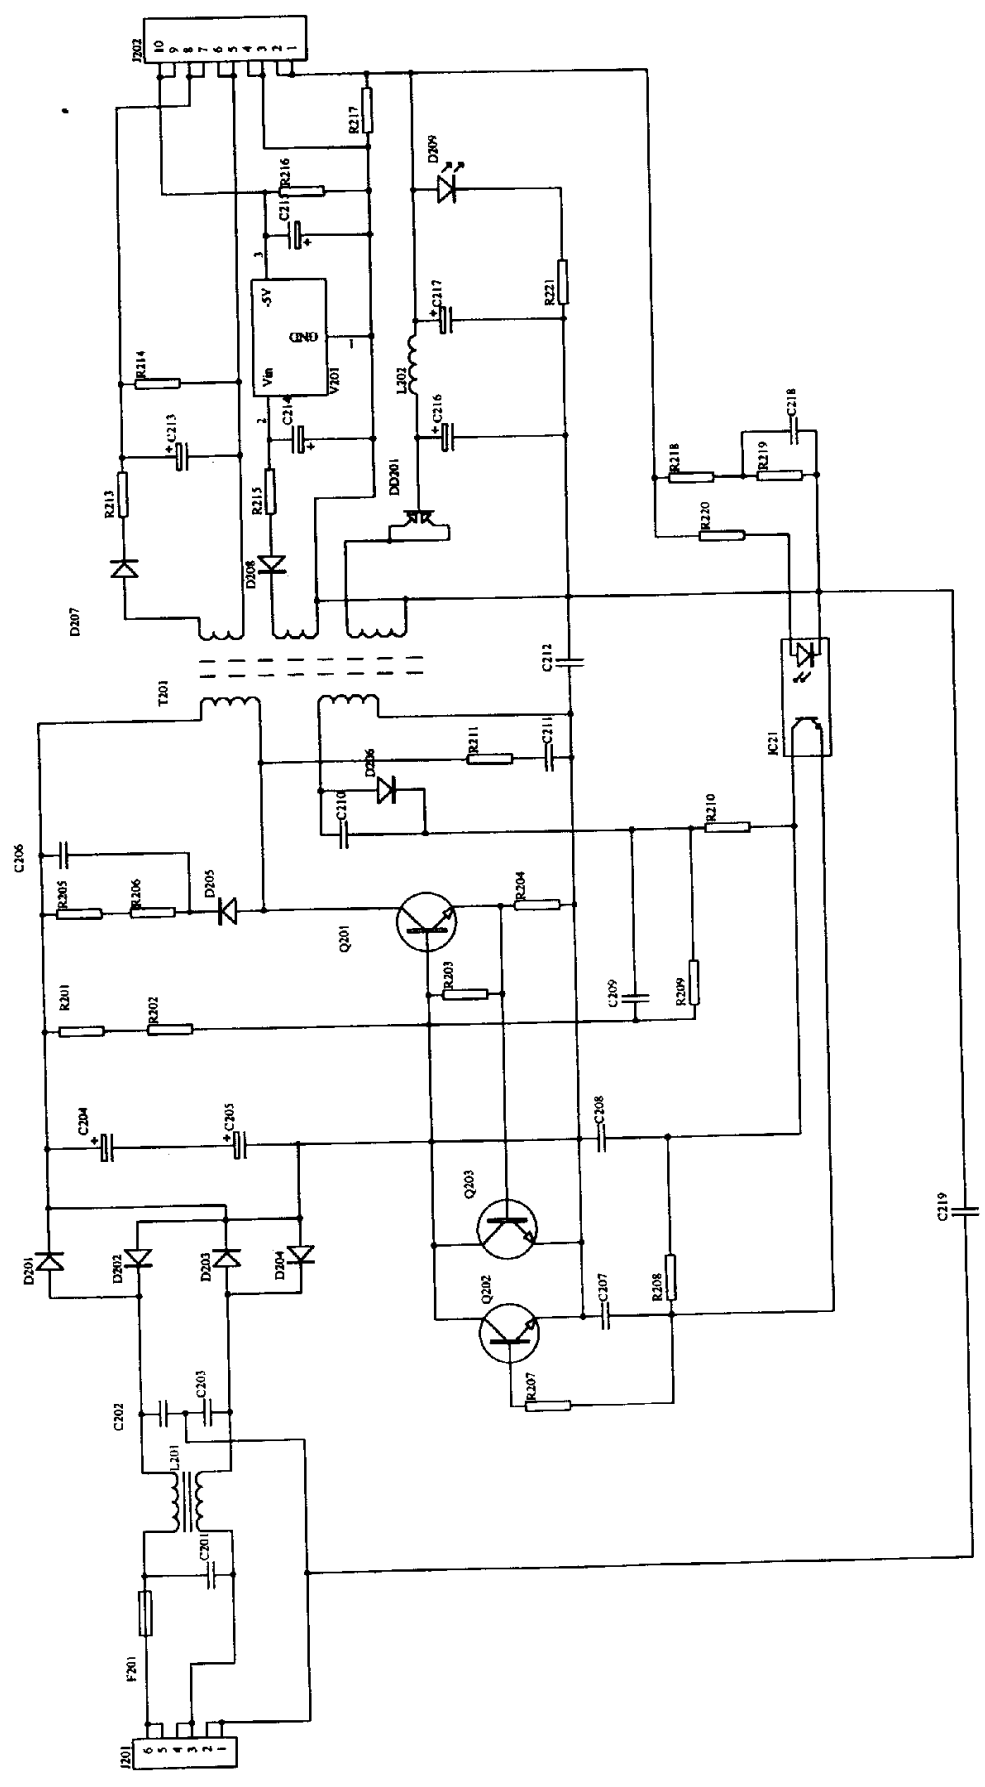 J202
10
9
8
7
6
5
4
3
2
1
R217
D209
R216
C215
3
-5V
GND
Vin
V201
1
2
C217
R221
R214
L202
C213
C214
C216
R213
R215
DD201
D208
D207
C218
R218
R219
R220
T201
C212
C211
R211
IC21
D206
C210
R210
C206
R205
R206
D205
R204
Q201
R203
C209
R209
R201
R202
C204
C205
C208
Q203
D201
D202
D203
D204
Q202
C207
R208
C219
R207
C202
C203
L201
C201
F201
J201
6
5
4
3
2
1